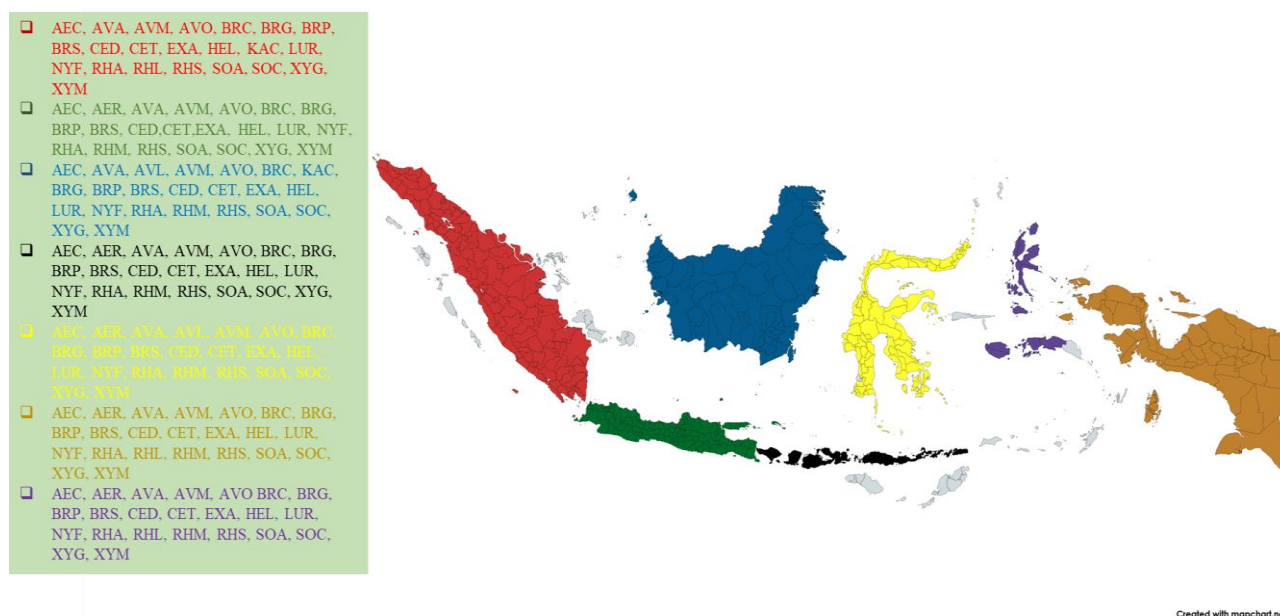 AEC, AVA, AVM, AVO, BRC, BRG, BRP,
BRS, CED, CET, EXA, HEL, KAC, LUR,
NYF, RHA, RHL, RHS, SOA, SOC, XYG,
XYM
AEC, AER, AVA, AVM, AVO, BRC, BRG,
BRP, BRS, CED,CET,EXA, HEL, LUR, NYF,
RHA, RHM, RHS, SOA, SOC, XYG, XYM
AEC, AVA, AVL, AVM, AVO, BRC, KAC,
BRG, BRP, BRS, CED, CET, EXA, HEL,
LUR, NYF, RHA, RHM, RHS, SOA, SOC,
XYG, XYM
AEC, AER, AVA, AVM, AVO, BRC, BRG,
BRP, BRS, CED, CET, EXA, HEL, LUR,
NYF, RHA, RHM, RHS, SOA, SOC, XYG,
XYM
AEC, AER, AVA, AVL, AVM, AVO, BRC,
BRG, BRP, BRS, CED, CET, EXA, HEL,
LUR, NYF, RHA, RHM, RHS, SOA, SOC,
XYG, XYM
AEC, AER, AVA, AVM, AVO, BRC, BRG,
BRP, BRS, CED, CET, EXA, HEL, LUR,
NYF, RHA, RHL, RHM, RHS, SOA, SOC,
XYG, XYM
AEC, AER, AVA, AVM, AVO BRC, BRG,
BRP, BRS, CED, CET, EXA, HEL, LUR,
NYF, RHA, RHL, RHM, RHS, SOA, SOC,
XYG, XYM
Created with mapchart.ne